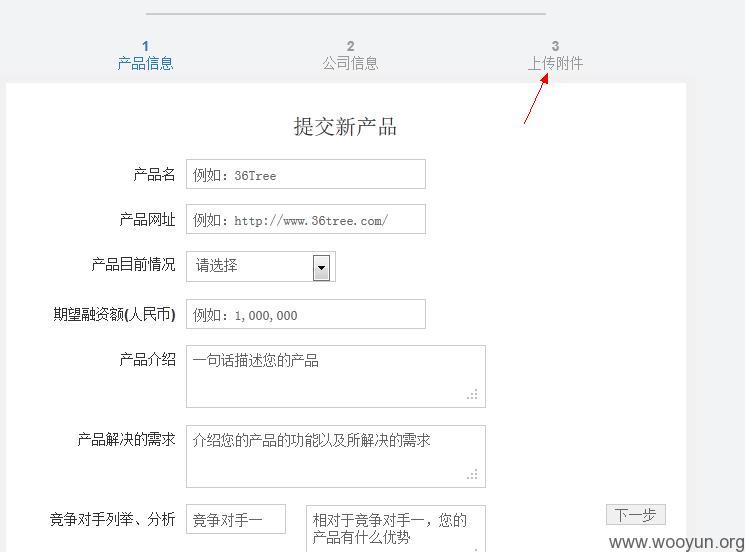 1 2 3
产品信息 公司信息 上传附件
提交新产品
产品名 例如：36Tree
产品网址 例如：http://www.36tree.com/
产品目前情况 请选择
期望融资额(人民币) 例如：1,000,000
产品介绍 一句话描述您的产品
产品解决的需求 介绍您的产品的功能以及所解决的需求
竞争对手列举、分析 竞争对手一 相对于竞争对手一，您的
产品有什么优势
下一步
www.wooyun.org